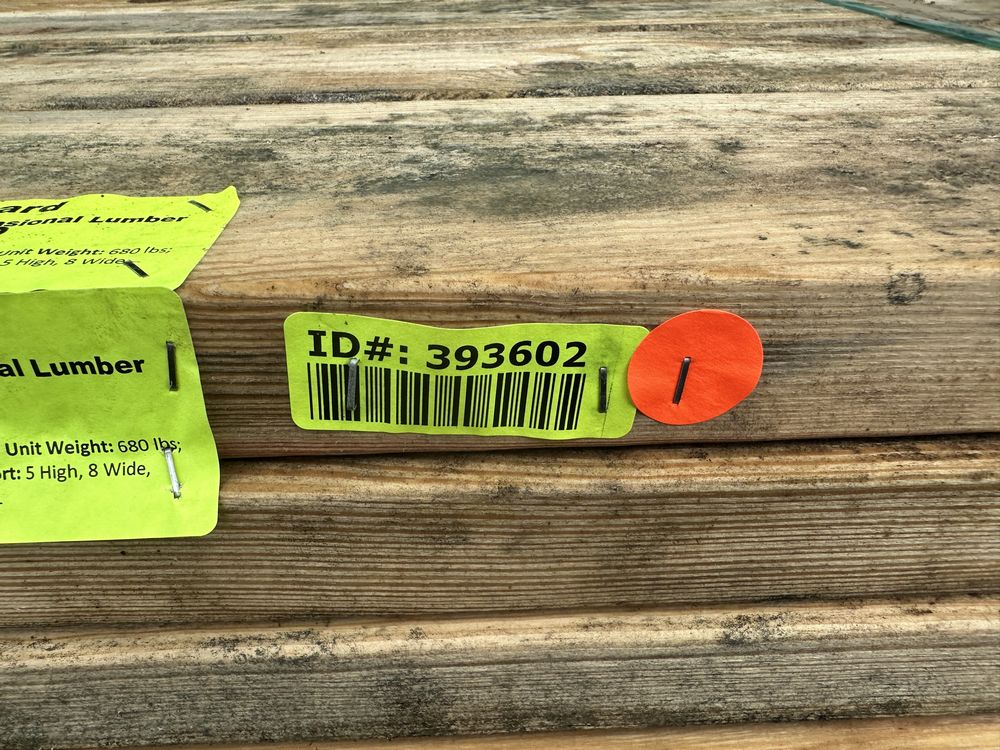 ard
sional Lumber
Unit Weight: 680 lbs;
5 High, 8 Wide,
al Lumber
Unit Weight: 680 lbs;
rt: 5 High, 8 Wide,
ID#: 393602